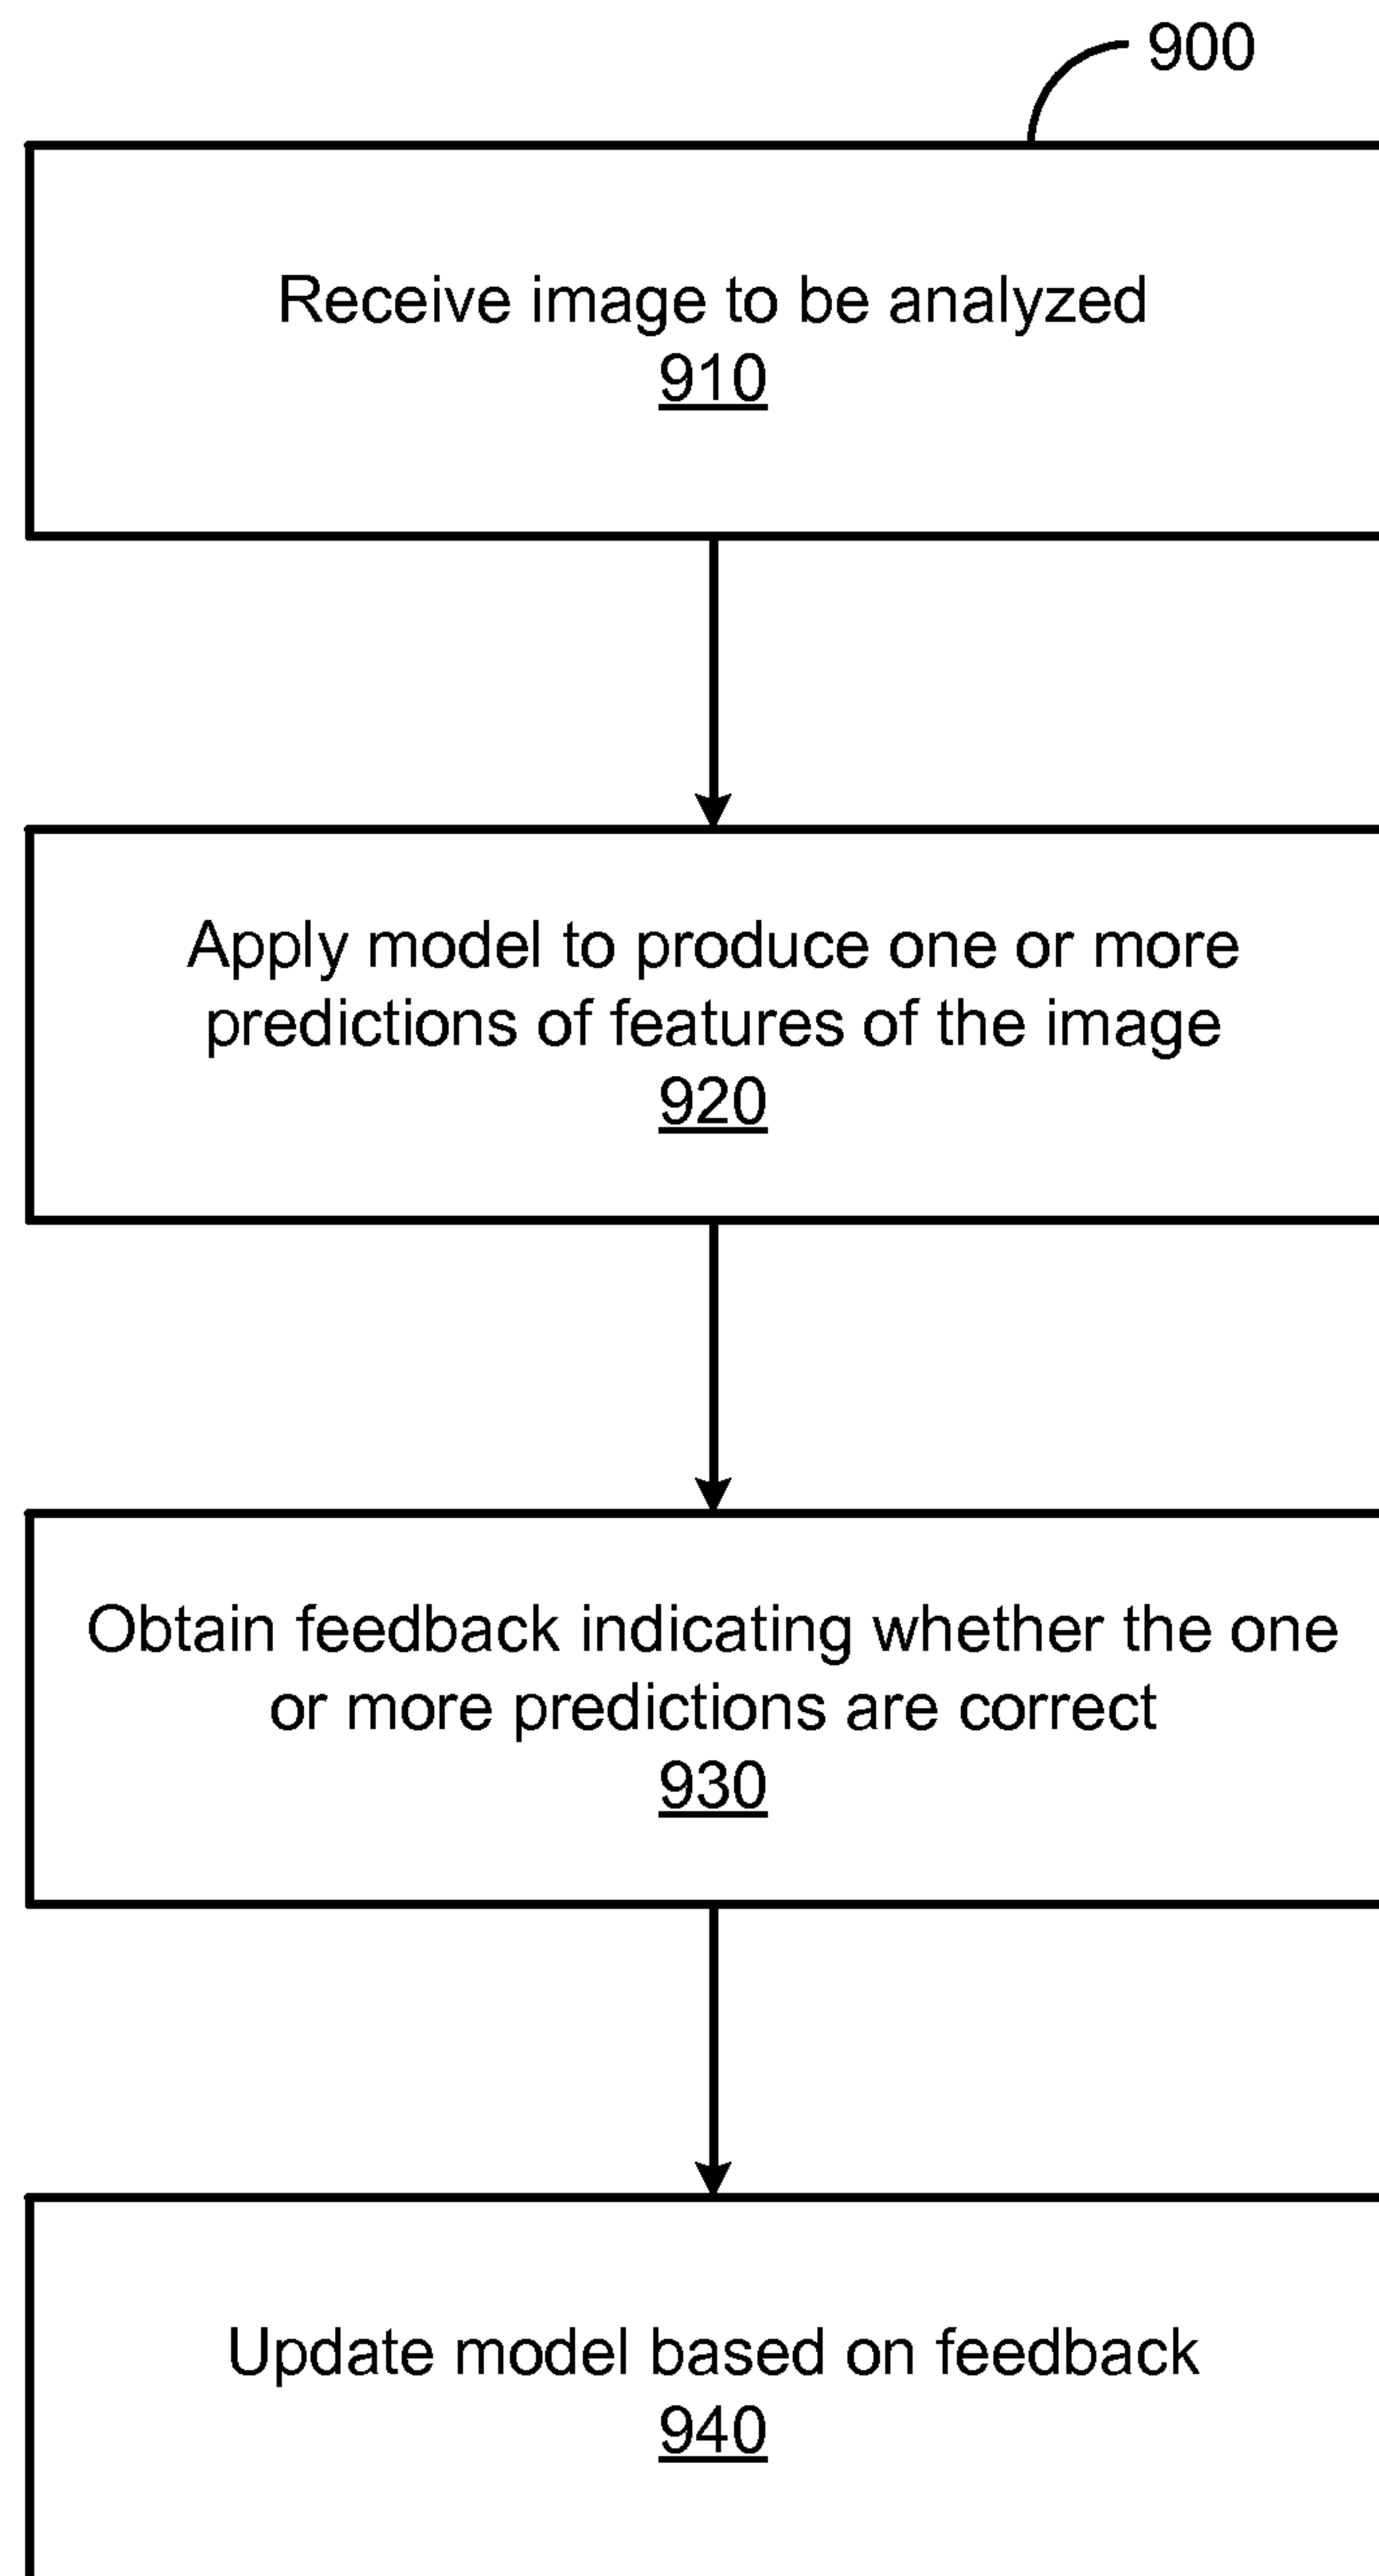 900
Receive image to be analyzed
910
Apply model to produce one or more
predictions of features of the image
920
Obtain feedback indicating whether the one
or more predictions are correct
930
Update model based on feedback
940